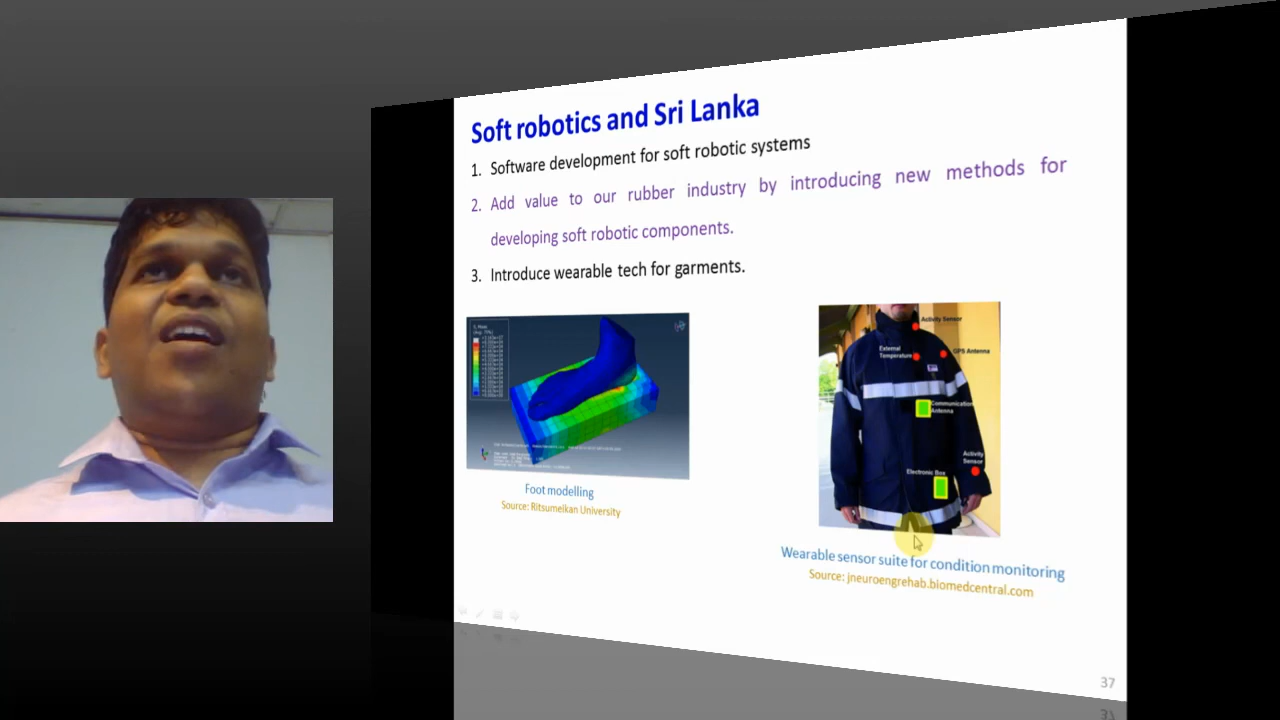 Soft robotics and Sri Lanka
1. Software development for soft robotic systems
2. Add value to our rubber industry by introducing new methods for
developing soft robotic components.
3. Introduce wearable tech for garments.
Activity Sensor
External
Temperature
GPS Antenna
Communication
Antenna
Activity
Sensor
Electronic Box
Foot modelling
Source: Ritsumeikan University
Wearable sensor suite for condition monitoring
Source: jneuroengrehab.biomedcentral.com
37